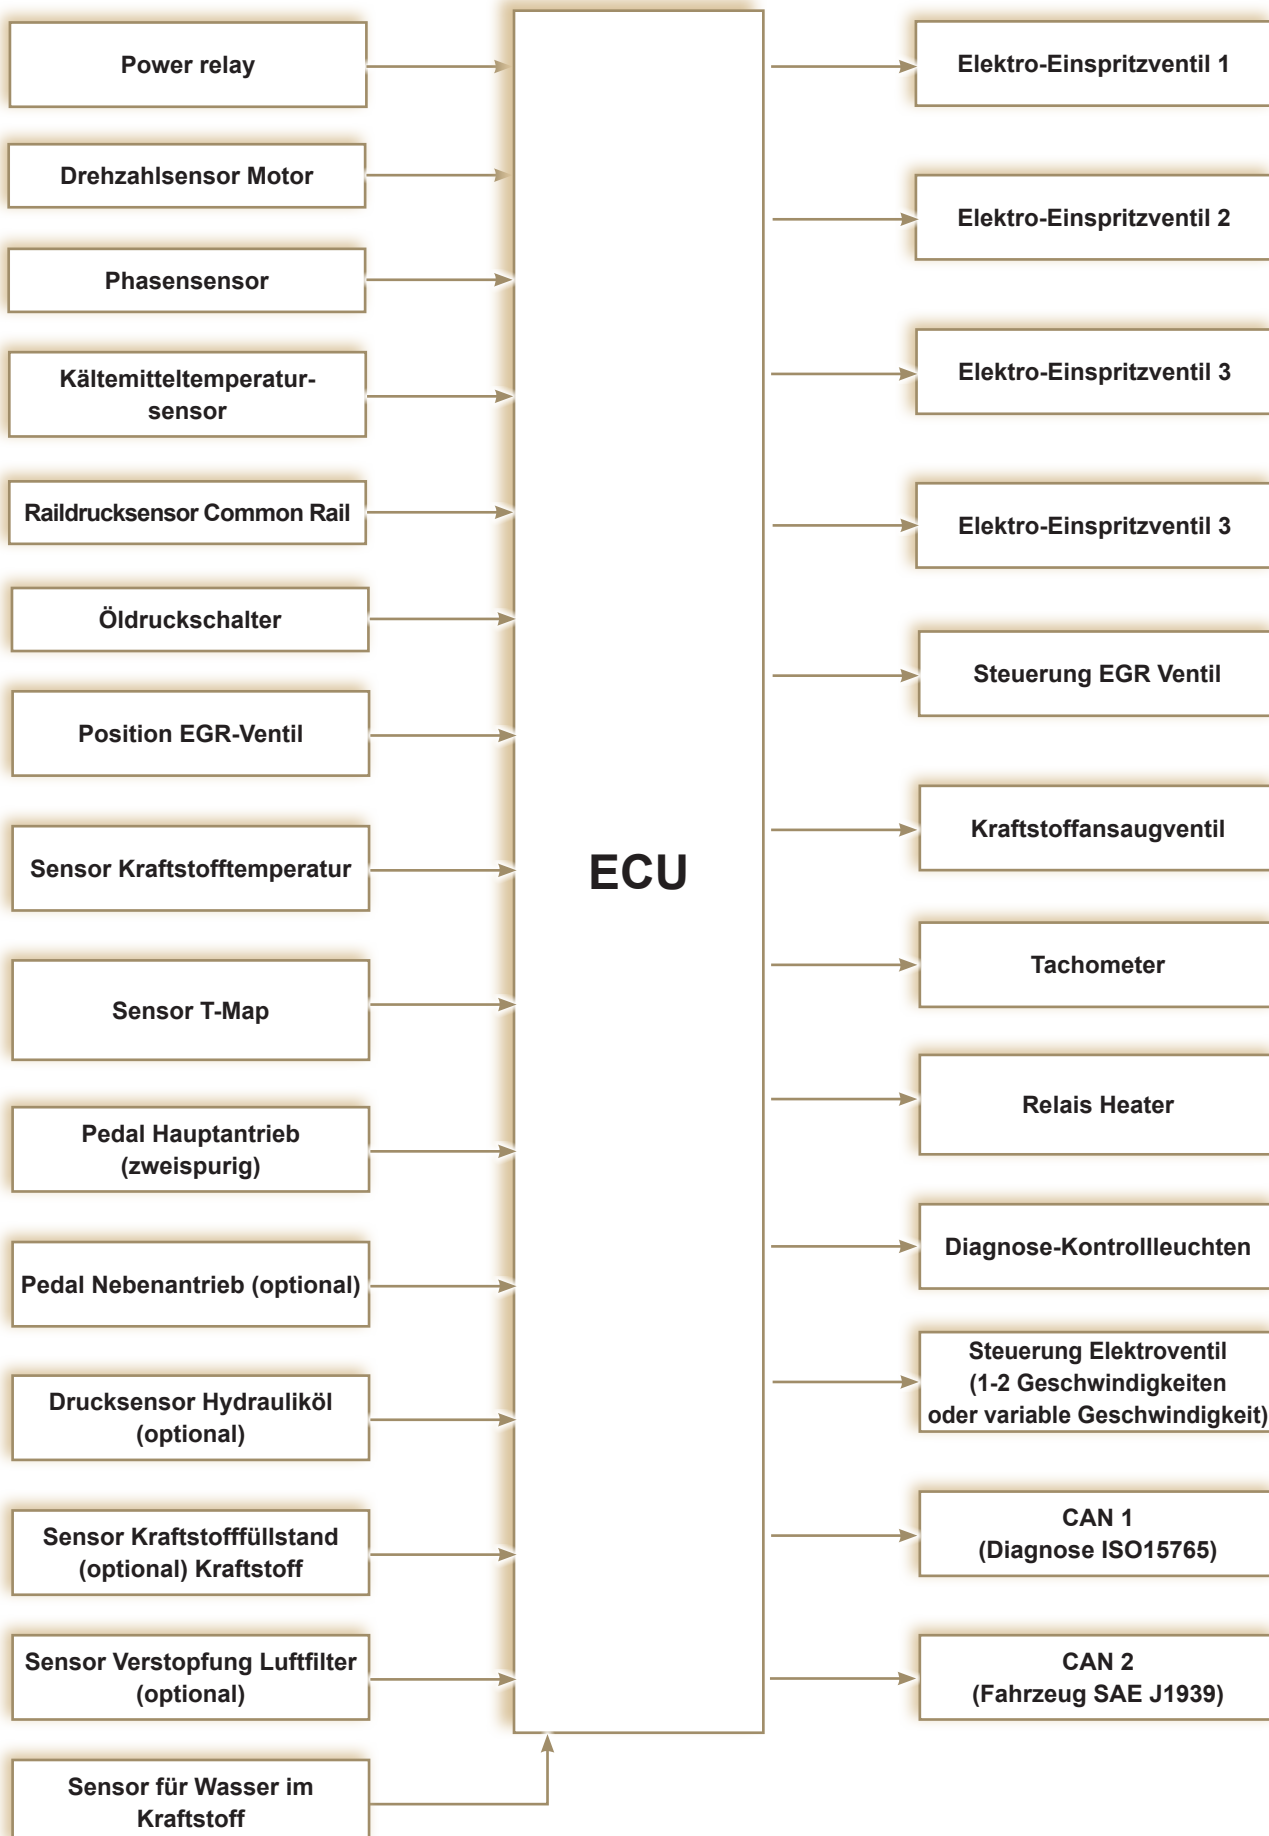 Power relay
Drehzahlsensor Motor
Phasensensor
Kältemitteltemperatur-
sensor
Raildrucksensor Common Rail
Öldruckschalter
Position EGR-Ventil
Sensor Kraftstofftemperatur
Sensor T-Map
Pedal Hauptantrieb
(zweispurig)
Pedal Nebenantrieb (optional)
Drucksensor Hydrauliköl
(optional)
Sensor Kraftstofffüllstand
(optional) Kraftstoff
Sensor Verstopfung Luftfilter
(optional)
Sensor für Wasser im
Kraftstoff
ECU
Elektro-Einspritzventil 1
Elektro-Einspritzventil 2
Elektro-Einspritzventil 3
Elektro-Einspritzventil 3
Steuerung EGR Ventil
Kraftstoffansaugventil
Tachometer
Relais Heater
Diagnose-Kontrollleuchten
Steuerung Elektroventil
(1-2 Geschwindigkeiten
oder variable Geschwindigkeit)
CAN 1
(Diagnose ISO15765)
CAN 2
(Fahrzeug SAE J1939)